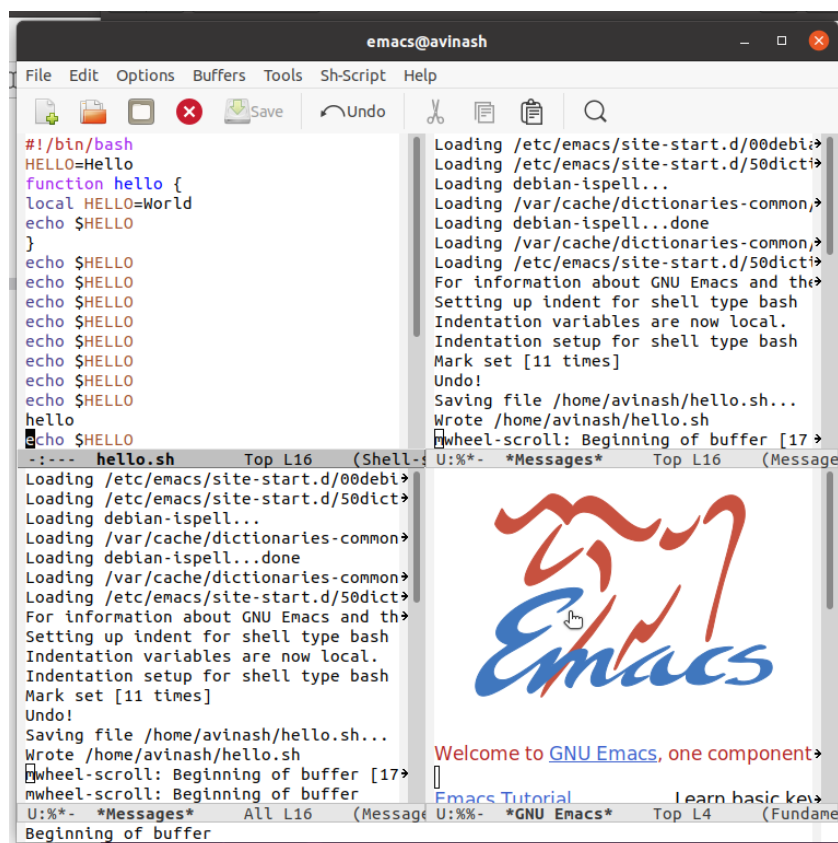 emacs@avinash
File Edit Options Buffers Tools Sh-Script Help
Save Undo
#!/bin/bash
HELLO=Hello
function hello {
local HELLO=World
echo $HELLO
}
echo $HELLO
echo $HELLO
echo $HELLO
echo $HELLO
echo $HELLO
echo $HELLO
echo $HELLO
echo $HELLO
hello
echo $HELLO
-:--- hello.sh Top L16 (Shell-s
Loading /etc/emacs/site-start.d/00debia
Loading /etc/emacs/site-start.d/50dicti
Loading debian-ispell...
Loading /var/cache/dictionaries-common/
Loading debian-ispell...done
Loading /var/cache/dictionaries-common/
Loading /etc/emacs/site-start.d/50dicti
For information about GNU Emacs and the
Setting up indent for shell type bash
Indentation variables are now local.
Indentation setup for shell type bash
Mark set [11 times]
Undo!
Saving file /home/avinash/hello.sh...
Wrote /home/avinash/hello.sh
mwheel-scroll: Beginning of buffer [17
U:%*- *Messages* Top L16 (Message
Loading /etc/emacs/site-start.d/00debi
Loading /etc/emacs/site-start.d/50dict
Loading debian-ispell...
Loading /var/cache/dictionaries-common
Loading debian-ispell...done
Loading /var/cache/dictionaries-common
Loading /etc/emacs/site-start.d/50dict
For information about GNU Emacs and th
Setting up indent for shell type bash
Indentation variables are now local.
Indentation setup for shell type bash
Mark set [11 times]
Undo!
Saving file /home/avinash/hello.sh...
Wrote /home/avinash/hello.sh
mwheel-scroll: Beginning of buffer [17
mwheel-scroll: Beginning of buffer
U:%*- *Messages* All L16 (Message
Emacs
Welcome to GNU Emacs, one component
Emacs Tutorial Learn basic key
U:%%- *GNU Emacs* Top L4 (Fundame
Beginning of buffer